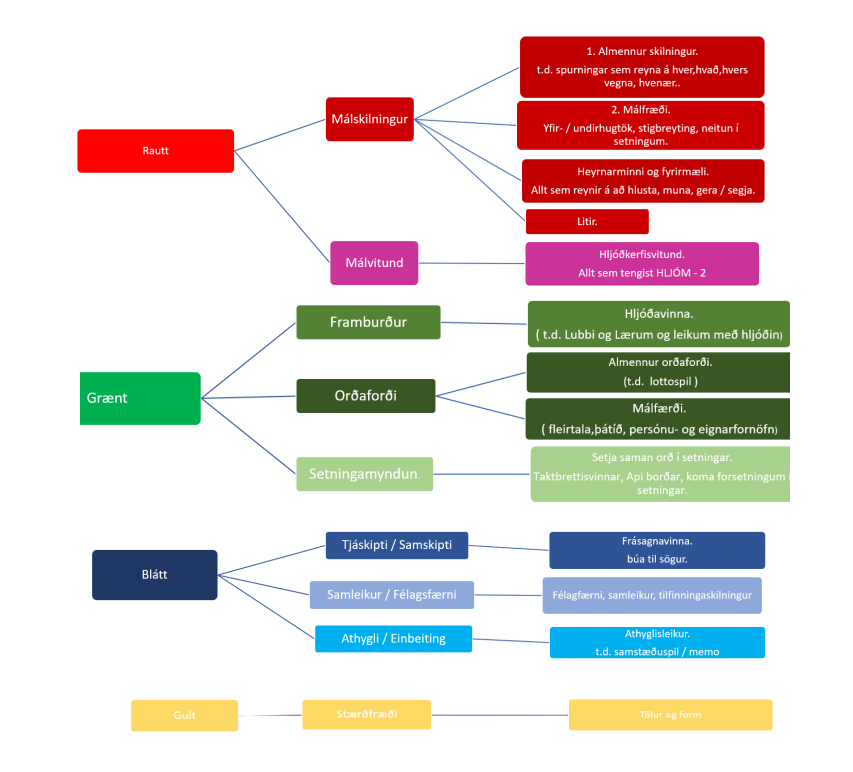 Rautt
Málskilningur
1. Almennur skilningur.
t.d. spurningar sem reyna á hver,hvað,hvers
vegna, hvenær..
2. Málfræði.
Yfir- / undirhugtök, stigbreyting, neitun í
setningum.
Heyrnarminni og fyrirmæli.
Allt sem reynir á að hlusta, muna, gera / segja.
Litir.
Málvitund
Hljóðkerfisvitund.
Allt sem tengist HLJÓM - 2
Grænt
Framburður
Hljóðavinna.
( t.d. Lubbi og Lærum og leikum með hljóðin)
Orðaforði
Almennur orðaforði.
(t.d. lottospil )
Málfærði.
( fleirtala,þátíð, persónu- og eignarfornöfn)
Setningamyndun.
Setja saman orð í setningar.
Taktbrettisvinnar, Api borðar, koma forsetningum í
setningar.
Blátt
Tjáskipti / Samskipti
Frásagnavinna.
búa til sögur.
Samleikur / Félagsfærni
Félagfærni, samleikur, tilfinningaskilningur
Athygli / Einbeiting
Athyglisleikur.
t.d. samstæðuspil / memo
Gult
Stærðfræði
Tölur og form